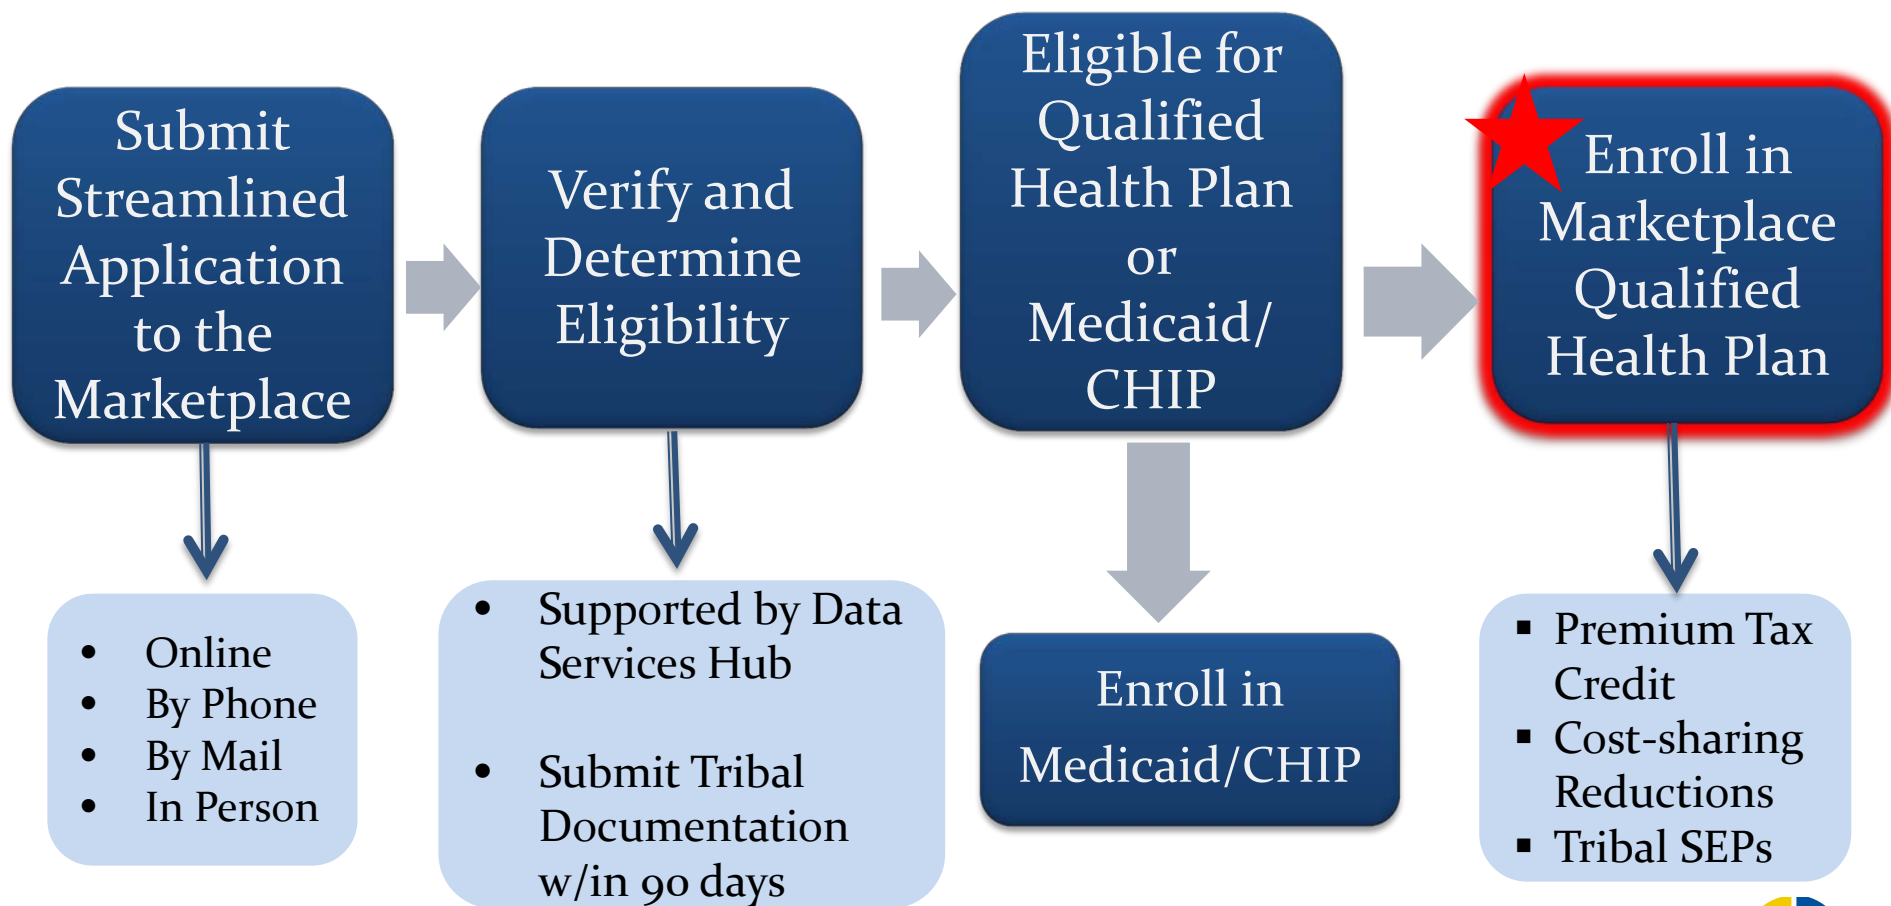 Submit
Streamlined
Application
to the
Marketplace
Verify and
Determine
Eligibility
Eligible for
Qualified
Health Plan
or
Medicaid/
CHIP
Enroll in
Marketplace
Qualified
Health Plan
• Online
• By Phone
• By Mail
• In Person
• Supported by Data
Services Hub
• Submit Tribal
Documentation
w/in 90 days
Enroll in
Medicaid/CHIP
▪ Premium Tax
Credit
▪ Cost-sharing
Reductions
▪ Tribal SEPs